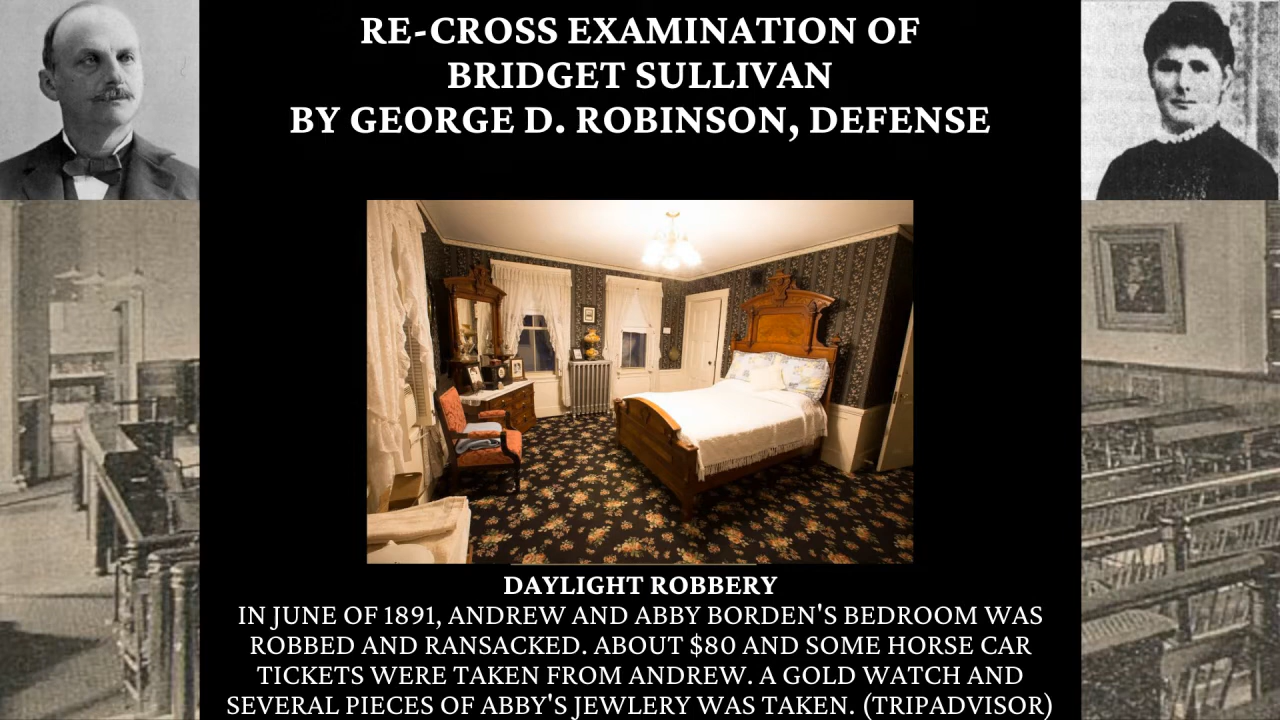 RE-CROSS EXAMINATION OF
BRIDGET SULLIVAN
BY GEORGE D. ROBINSON, DEFENSE
DAYLIGHT ROBBERY
IN JUNE OF 1891, ANDREW AND ABBY BORDEN'S BEDROOM WAS
ROBBED AND RANSACKED. ABOUT $80 AND SOME HORSE CAR
TICKETS WERE TAKEN FROM ANDREW. A GOLD WATCH AND
SEVERAL PIECES OF ABBY'S JEWLERY WAS TAKEN. (TRIPADVISOR)